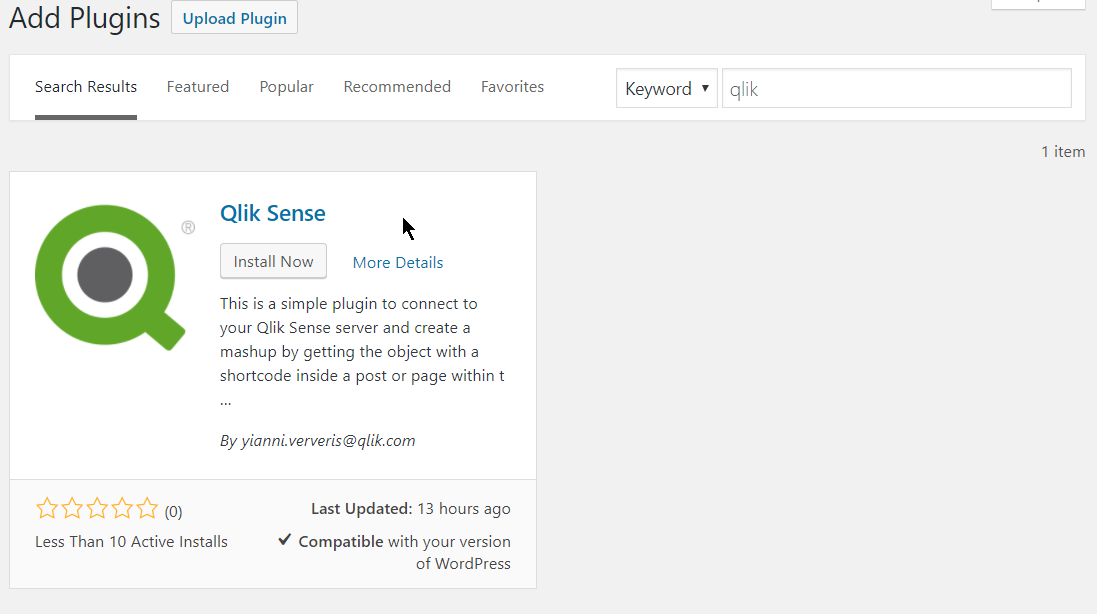 Add Plugins Upload Plugin
Search Results Featured Popular Recommended Favorites Keyword qlik
1 item
®
Qlik Sense
Install Now More Details
This is a simple plugin to connect to
your Qlik Sense server and create a
mashup by getting the object with a
shortcode inside a post or page within t
...
By yianni.ververis@qlik.com
(0) Last Updated: 13 hours ago
Less Than 10 Active Installs Compatible with your version
of WordPress